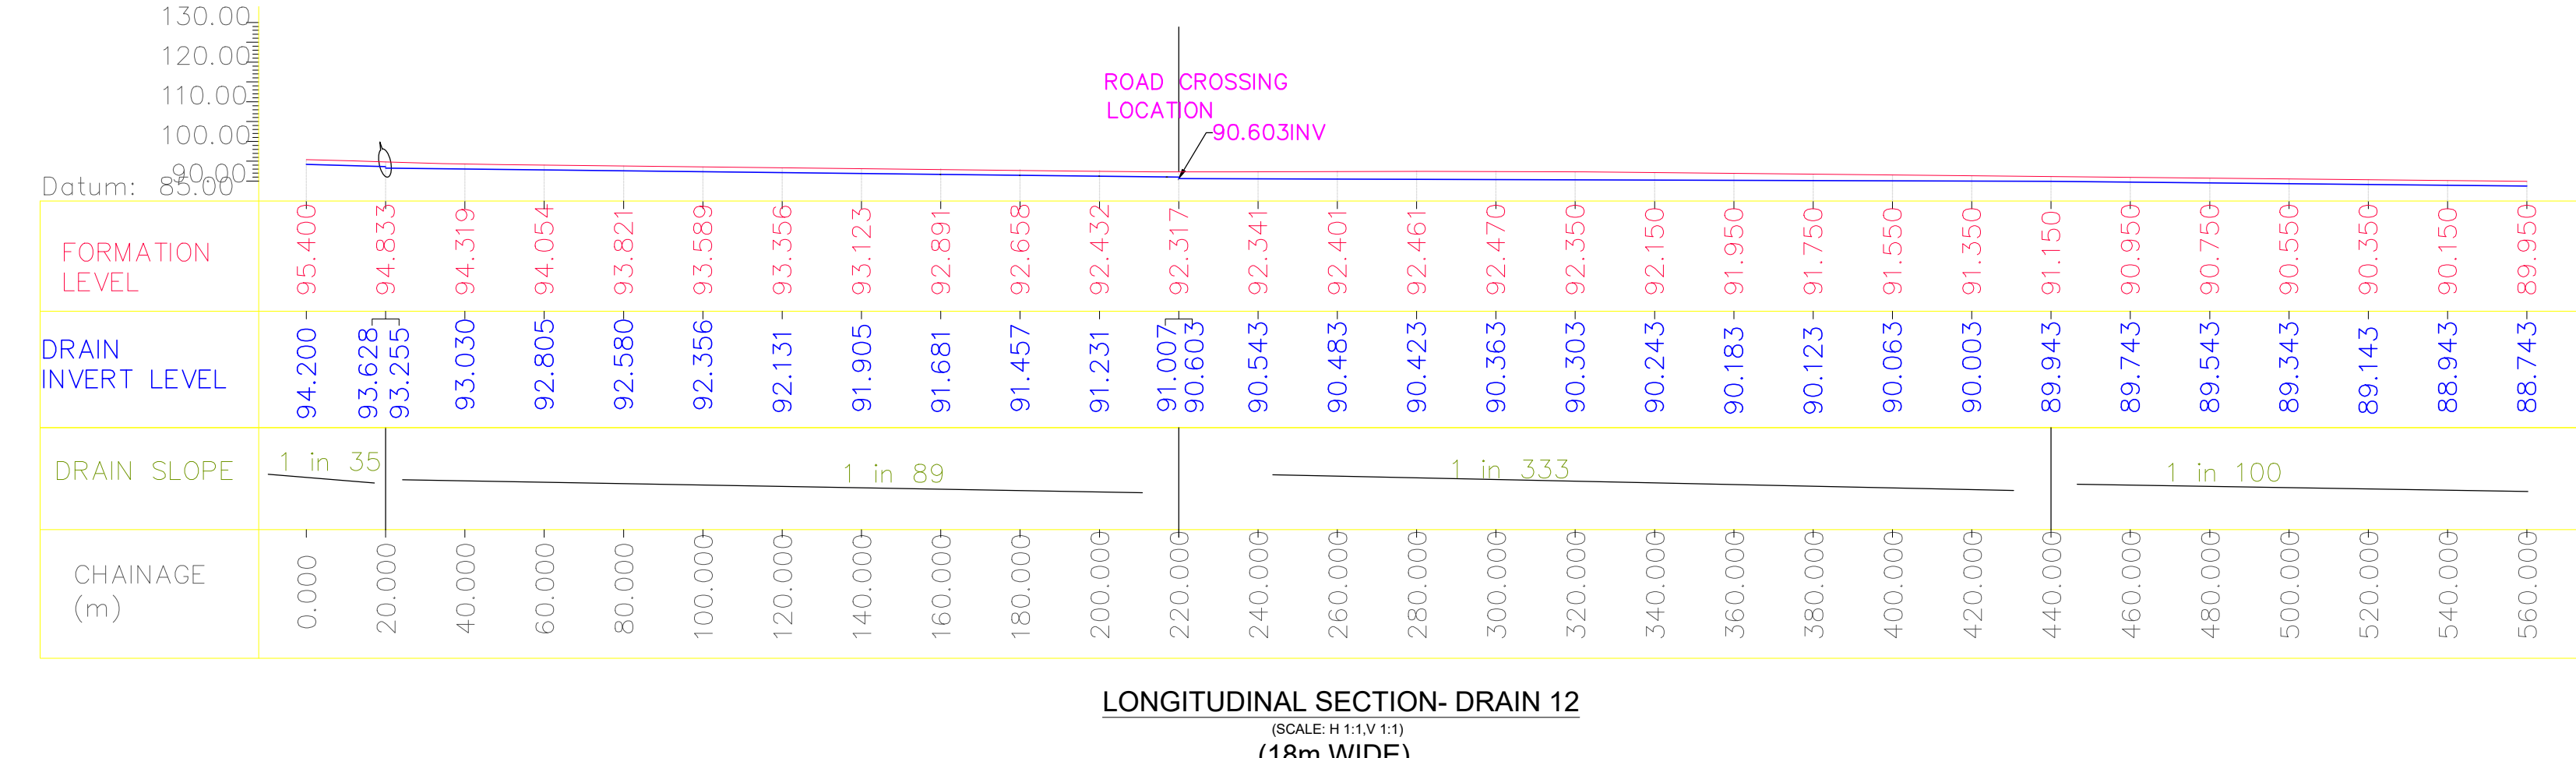 130.00
120.00
110.00
100.00
90.00
Datum: 85.00
ROAD CROSSING
LOCATION
90.603INV
FORMATION
LEVEL
95.400 94.833 94.319 94.054 93.821 93.589 93.356 93.123 92.891 92.658 92.432 92.317 92.341 92.401 92.461 92.470 92.350 92.150 91.950 91.750 91.550 91.350 91.150 90.950 90.750 90.550 90.350 90.150 89.950
DRAIN
INVERT LEVEL
94.200 93.628 93.255 93.030 92.805 92.580 92.356 92.131 91.905 91.681 91.457 91.231 91.007 90.603 90.543 90.483 90.423 90.363 90.303 90.243 90.183 90.123 90.063 90.003 89.943 89.743 89.543 89.343 89.143 88.943 88.743
DRAIN SLOPE
1 in 35 1 in 89 1 in 333 1 in 100
CHAINAGE
(m)
0.000 20.000 40.000 60.000 80.000 100.000 120.000 140.000 160.000 180.000 200.000 220.000 240.000 260.000 280.000 300.000 320.000 340.000 360.000 380.000 400.000 420.000 440.000 460.000 480.000 500.000 520.000 540.000 560.000
LONGITUDINAL SECTION- DRAIN 12
(SCALE: H 1:1,V 1:1)
(18m WIDE)